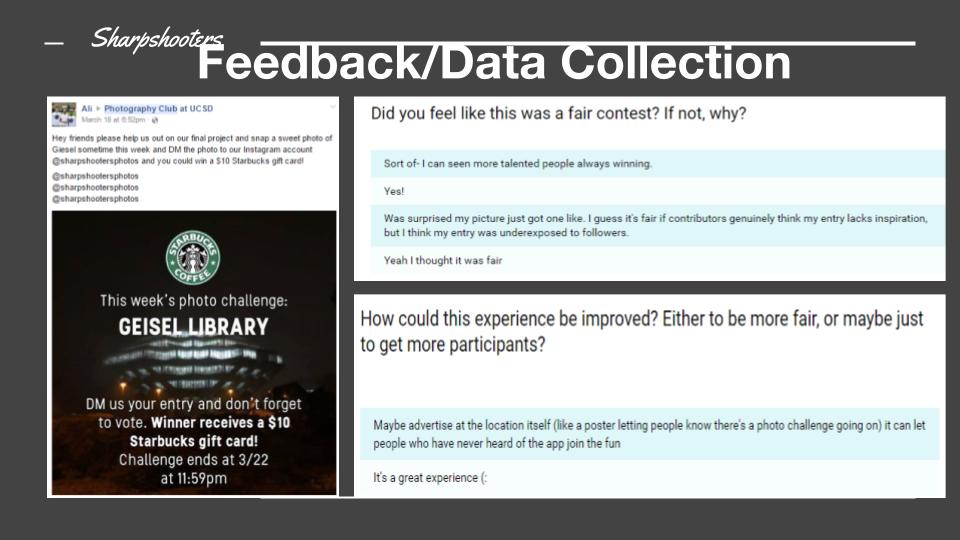 Sharpshooters
Feedback/Data Collection
Ali ▸ Photography Club at UCSD
March 18 at 6:52pm ·
Hey friends please help us out on our final project and snap a sweet photo of
Giesel sometime this week and DM the photo to our Instagram account
@sharpshootersphotos and you could win a $10 Starbucks gift card!
@sharpshootersphotos
@sharpshootersphotos
@sharpshootersphotos
STARBUCKS
COFFEE
This week's photo challenge:
GEISEL LIBRARY
DM us your entry and don't forget
to vote. Winner receives a $10
Starbucks gift card!
Challenge ends at 3/22
at 11:59pm
Did you feel like this was a fair contest? If not, why?
Sort of- I can seen more talented people always winning.
Yes!
Was surprised my picture just got one like. I guess it's fair if contributors genuinely think my entry lacks inspiration,
but I think my entry was underexposed to followers.
Yeah I thought it was fair
How could this experience be improved? Either to be more fair, or maybe just
to get more participants?
Maybe advertise at the location itself (like a poster letting people know there's a photo challenge going on) it can let
people who have never heard of the app join the fun
It's a great experience (: